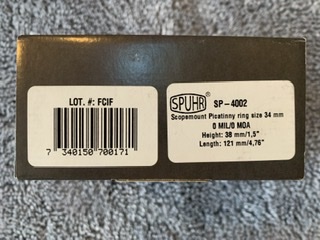 LOT. #: FCIF
7 340150 700171
SPUHR SP-4002
Scopemount Picatinny ring size 34 mm
0 MIL/0 MOA
Height: 38 mm/1,5"
Length: 121 mm/4,76"